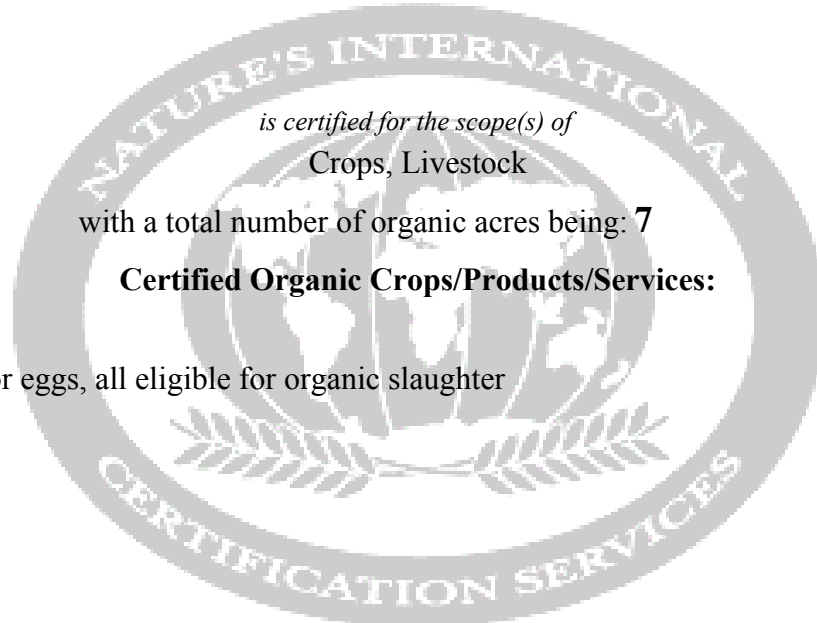 NATURE'S INTERNATIONAL
is certified for the scope(s) of
Crops, Livestock
with a total number of organic acres being: 7
Certified Organic Crops/Products/Services:
eggs, all eligible for organic slaughter
CERTIFICATION SERVICES